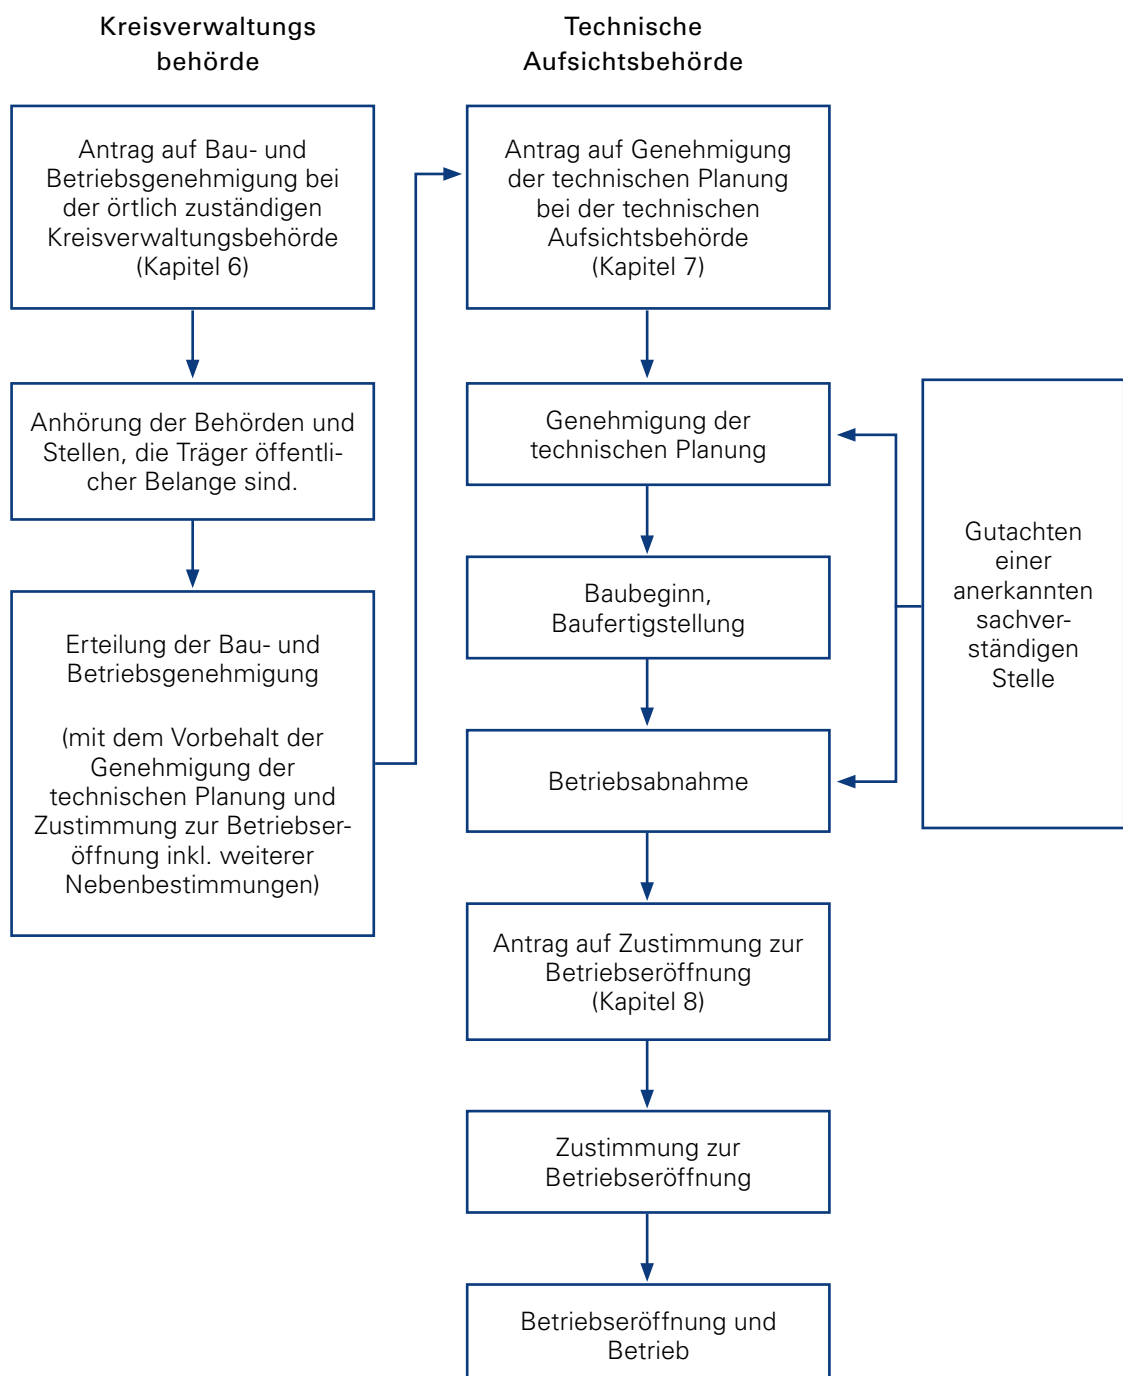 Kreisverwaltungs
behörde
Antrag auf Bau- und
Betriebsgenehmigung bei
der örtlich zuständigen
Kreisverwaltungsbehörde
(Kapitel 6)
Anhörung der Behörden und
Stellen, die Träger öffentli-
cher Belange sind.
Erteilung der Bau- und
Betriebsgenehmigung
(mit dem Vorbehalt der
Genehmigung der
technischen Planung und
Zustimmung zur Betriebser-
öffnung inkl. weiterer
Nebenbestimmungen)
Technische
Aufsichtsbehörde
Antrag auf Genehmigung
der technischen Planung
bei der technischen
Aufsichtsbehörde
(Kapitel 7)
Genehmigung der
technischen Planung
Baubeginn,
Baufertigstellung
Betriebsabnahme
Antrag auf Zustimmung zur
Betriebseröffnung
(Kapitel 8)
Zustimmung zur
Betriebseröffnung
Betriebseröffnung und
Betrieb
Gutachten
einer
anerkannten
sachver-
ständigen
Stelle